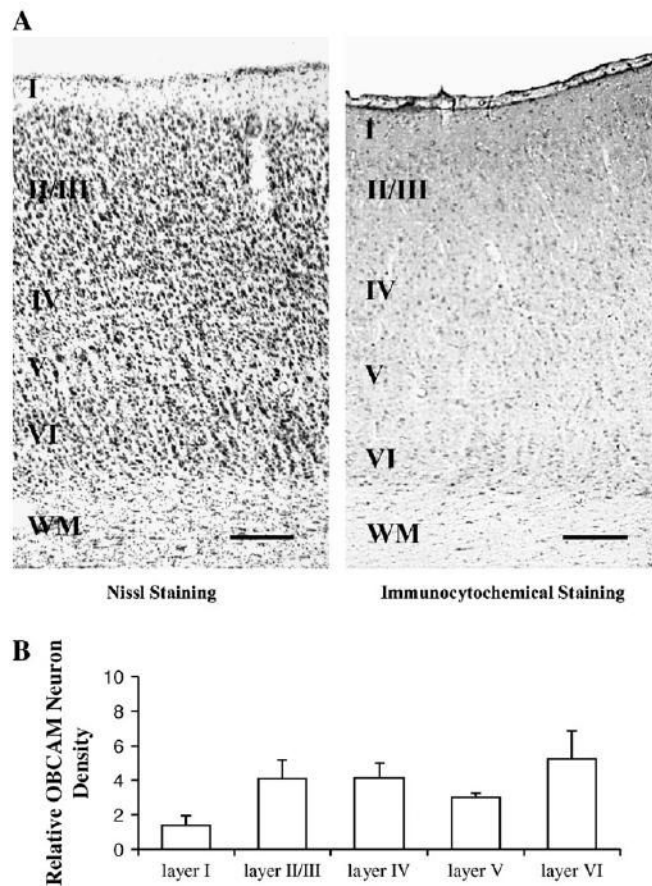 A
I
II/III
IV
V
VI
WM
I
II/III
IV
V
VI
WM
Nissl Staining
Immunocytochemical Staining
B
Relative OBCAM Neuron
Density
10
8
6
4
2
0
layer I
layer II/III
layer IV
layer V
layer VI